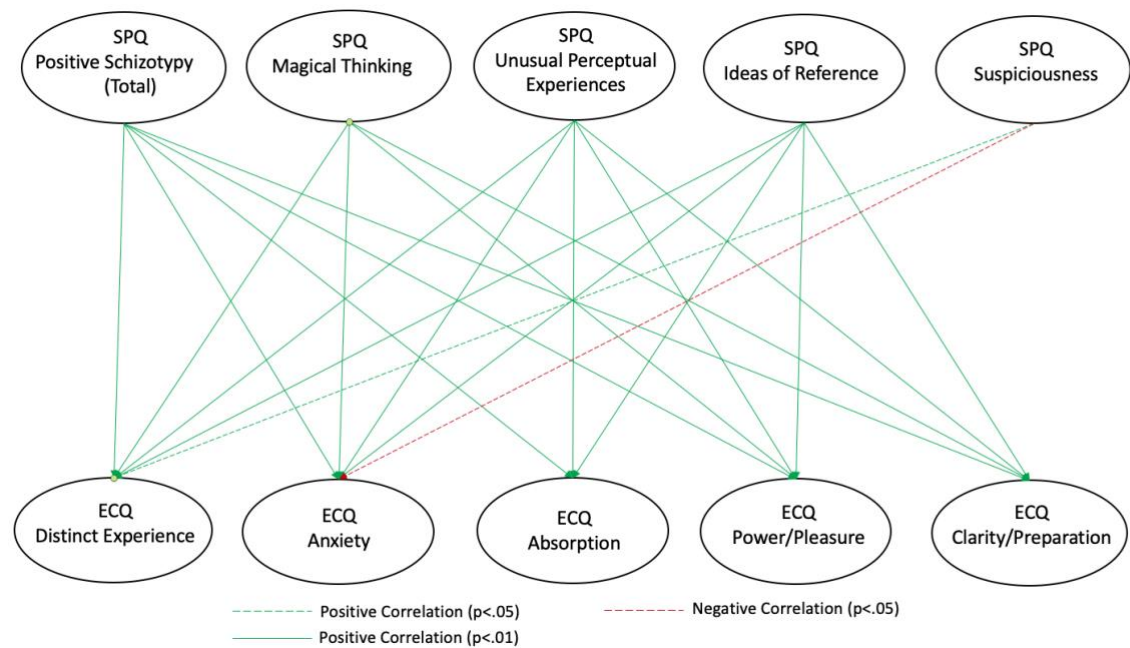 SPQ
Positive Schizotypy
(Total)
SPQ
Magical Thinking
SPQ
Unusual Perceptual
Experiences
SPQ
Ideas of Reference
SPQ
Suspiciousness
ECQ
Distinct Experience
ECQ
Anxiety
ECQ
Absorption
ECQ
Power/Pleasure
ECQ
Clarity/Preparation
Positive Correlation (p<.05)
Negative Correlation (p<.05)
Positive Correlation (p<.01)